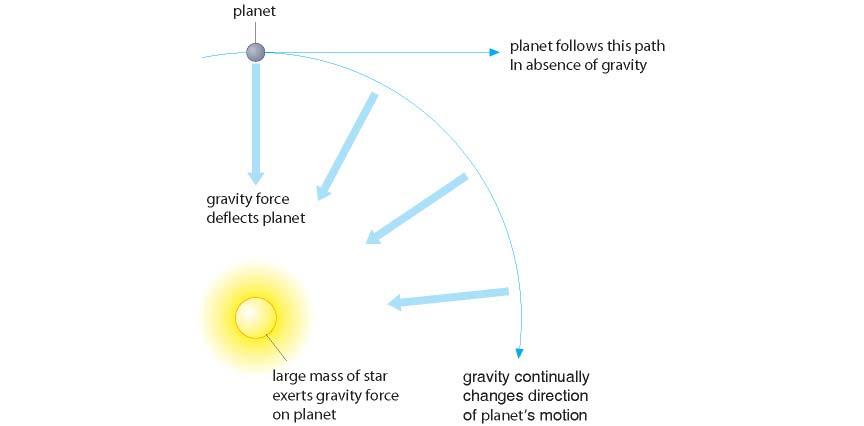 planet
planet follows this path
In absence of gravity
gravity force
deflects planet
large mass of star
exerts gravity force
on planet
gravity continually
changes direction
of planet's motion